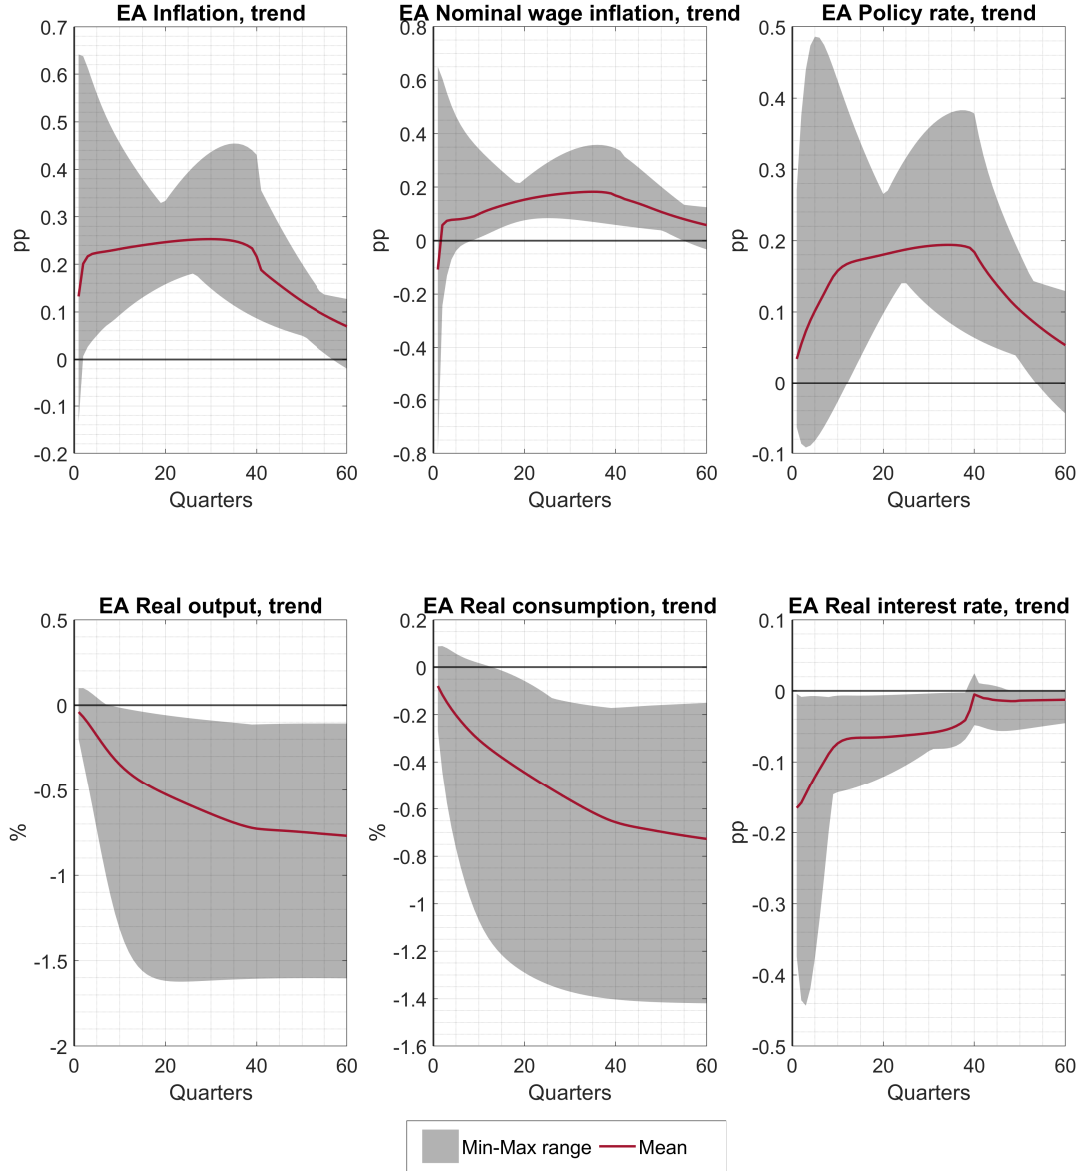 EA Inflation, trend
0.7
0.6
0.5
0.4
0.3
0.2
0.1
0
-0.1
-0.2
pp
0 20 40 60
Quarters
EA Nominal wage inflation, trend
0.8
0.6
0.4
0.2
0
-0.2
-0.4
-0.6
-0.8
pp
0 20 40 60
Quarters
EA Policy rate, trend
0.5
0.4
0.3
0.2
0.1
0
-0.1
pp
0 20 40 60
Quarters
EA Real output, trend
0.5
0
-0.5
-1
-1.5
-2
%
0 20 40 60
Quarters
EA Real consumption, trend
0.2
0
-0.2
-0.4
-0.6
-0.8
-1
-1.2
-1.4
-1.6
%
0 20 40 60
Quarters
EA Real interest rate, trend
0.1
0
-0.1
-0.2
-0.3
-0.4
-0.5
pp
0 20 40 60
Quarters
Min-Max range Mean